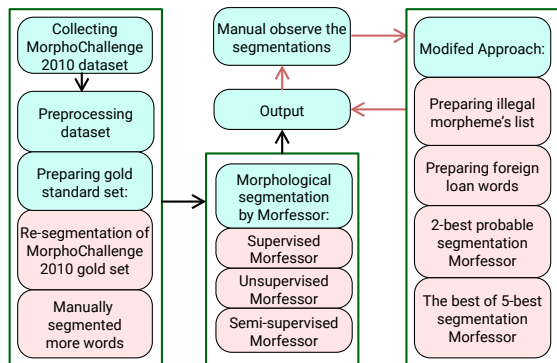 Collecting
MorphoChallenge
2010 dataset
Preprocessing
dataset
Preparing gold
standard set:
Re-segmentation of
MorphoChallenge
2010 gold set
Manually
segmented
more words
Manual observe the
segmentations
Output
Morphological
segmentation
by Morfessor:
Supervised
Morfessor
Unsupervised
Morfessor
Semi-supervised
Morfessor
Modifed Approach:
Preparing illegal
morpheme's list
Preparing foreign
loan words
2-best probable
segmentation
Morfessor
The best of 5-best
segmentation
Morfessor